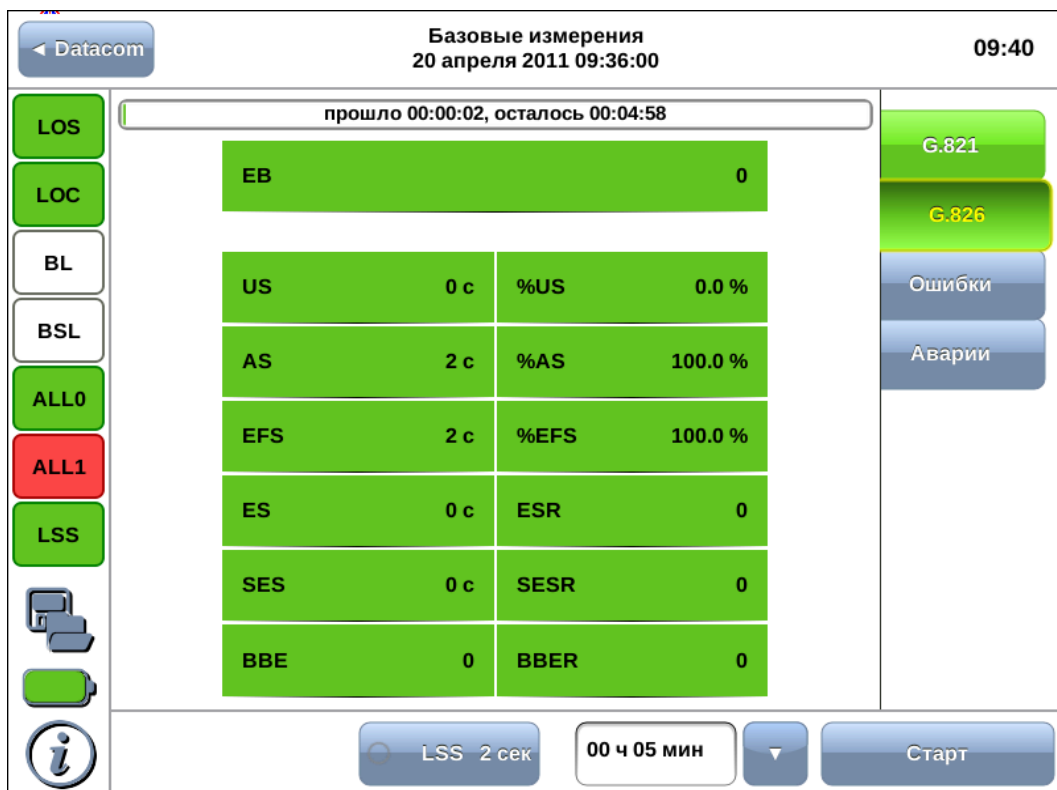 ◄ Datacom
Базовые измерения
20 апреля 2011 09:36:00
09:40
LOS
LOC
BL
BSL
ALL0
ALL1
LSS
прошло 00:00:02, осталось 00:04:58
EB 0
US 0 с %US 0.0 %
AS 2 с %AS 100.0 %
EFS 2 с %EFS 100.0 %
ES 0 с ESR 0
SES 0 с SESR 0
BBE 0 BBER 0
G.821
G.826
Ошибки
Аварии
i
LSS 2 сек
00 ч 05 мин
▼
Старт